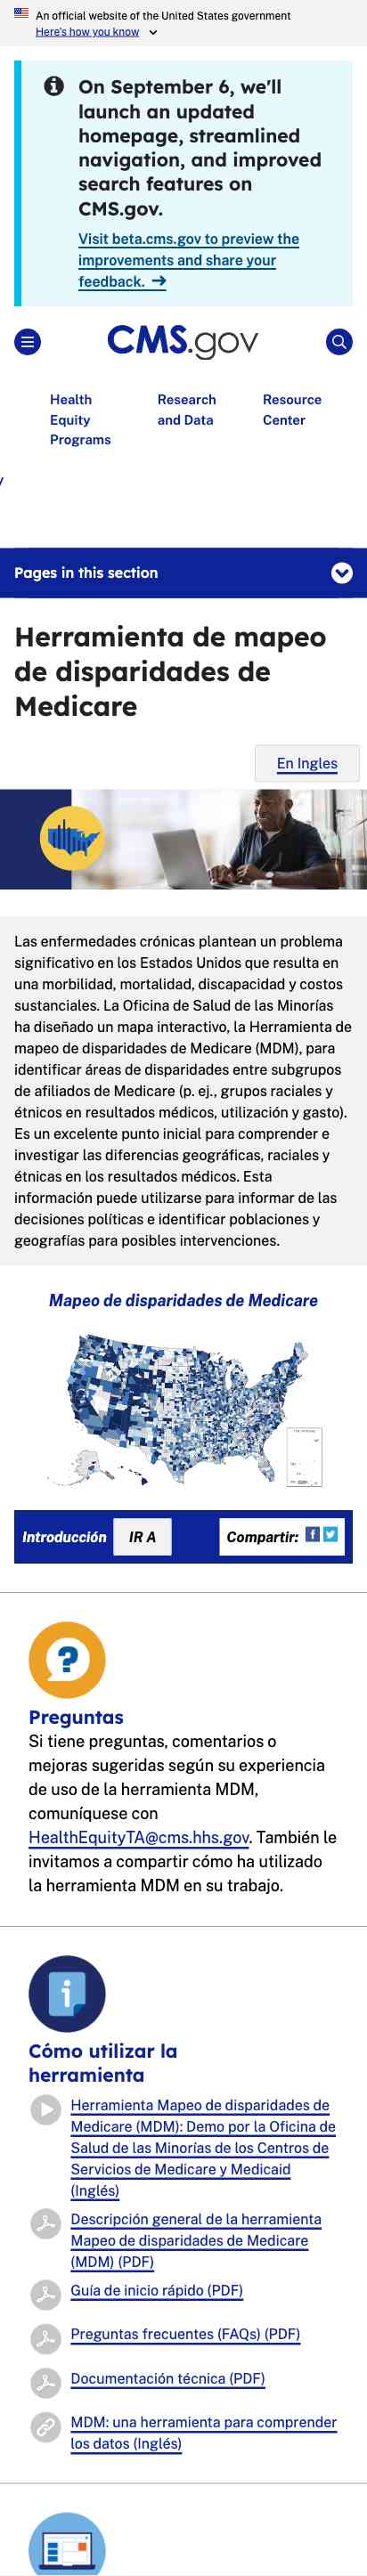 An official website of the United States government
Here's how you know
On September 6, we'll
launch an updated
homepage, streamlined
navigation, and improved
search features on
CMS.gov.
Visit beta.cms.gov to preview the
improvements and share your
feedback. →
CMS.gov
Health
Equity
Programs
Research
and Data
Resource
Center
y
Pages in this section
Herramienta de mapeo
de disparidades de
Medicare
En Ingles
Las enfermedades crónicas plantean un problema
significativo en los Estados Unidos que resulta en
una morbilidad, mortalidad, discapacidad y costos
sustanciales. La Oficina de Salud de las Minorías
ha diseñado un mapa interactivo, la Herramienta de
mapeo de disparidades de Medicare (MDM), para
identificar áreas de disparidades entre subgrupos
de afiliados de Medicare (p. ej., grupos raciales y
étnicos en resultados médicos, utilización y gasto).
Es un excelente punto inicial para comprender e
investigar las diferencias geográficas, raciales y
étnicas en los resultados médicos. Esta
información puede utilizarse para informar de las
decisiones políticas e identificar poblaciones y
geografías para posibles intervenciones.
Mapeo de disparidades de Medicare
Introducción
IR A
Compartir:
Preguntas
Si tiene preguntas, comentarios o
mejoras sugeridas según su experiencia
de uso de la herramienta MDM,
comuníquese con
HealthEquityTA@cms.hhs.gov. También le
invitamos a compartir cómo ha utilizado
la herramienta MDM en su trabajo.
Cómo utilizar la
herramienta
Herramienta Mapeo de disparidades de
Medicare (MDM): Demo por la Oficina de
Salud de las Minorías de los Centros de
Servicios de Medicare y Medicaid
(Inglés)
Descripción general de la herramienta
Mapeo de disparidades de Medicare
(MDM) (PDF)
Guía de inicio rápido (PDF)
Preguntas frecuentes (FAQs) (PDF)
Documentación técnica (PDF)
MDM: una herramienta para comprender
los datos (Inglés)